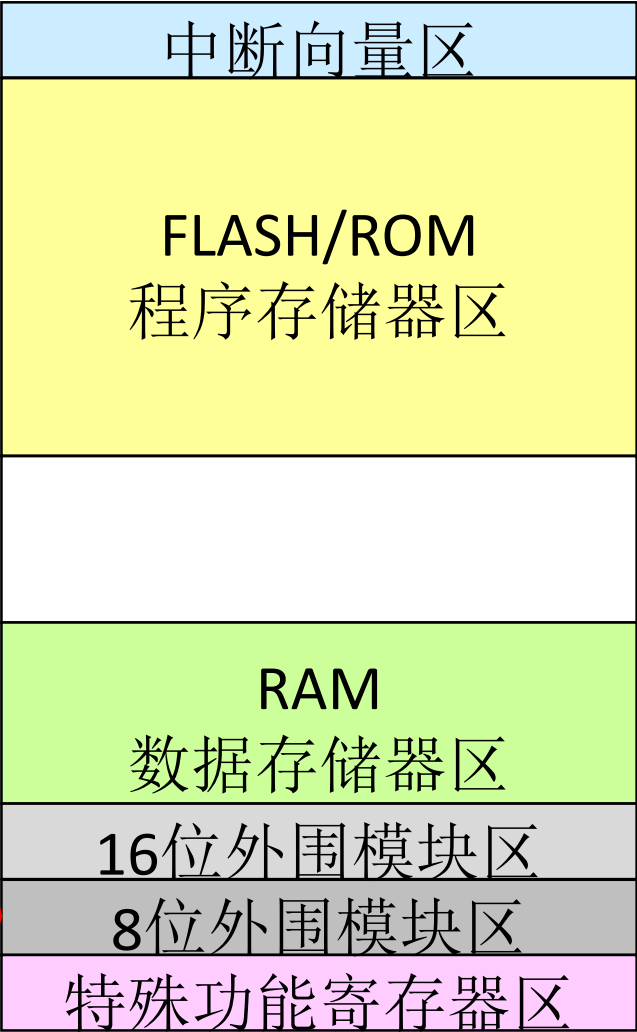 中断向量区
FLASH/ROM
程序存储器区
RAM
数据存储器区
16位外围模块区
8位外围模块区
特殊功能寄存器区